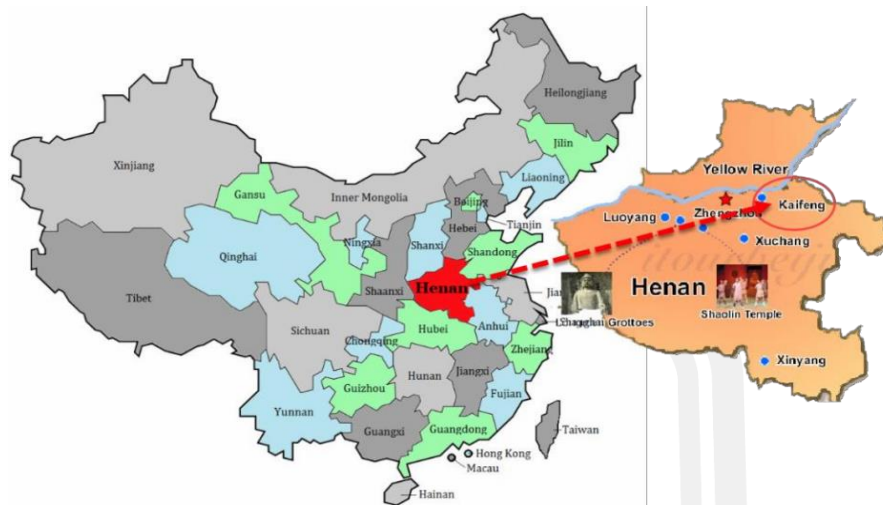 Heilongjiang
Jilin
Xinjiang
Liaoning
Gansu
Inner Mongolia
Beijing
Tianjin
Hebei
Ningxia
Shanxi
Qinghai
Shandong
Henan
Shaanxi
Tibet
Sichuan
Hubei
Anhui
Chongqing
Zhejiang
Hunan
Jiangxi
Guizhou
Fujian
Yunnan
Guangxi
Guangdong
Taiwan
Hong Kong
Macau
Hainan
Yellow River
Kaifeng
Zhengzhou
Luoyang
Xuchang
Henan
Shaolin Temple
Grottoes
Xinyang